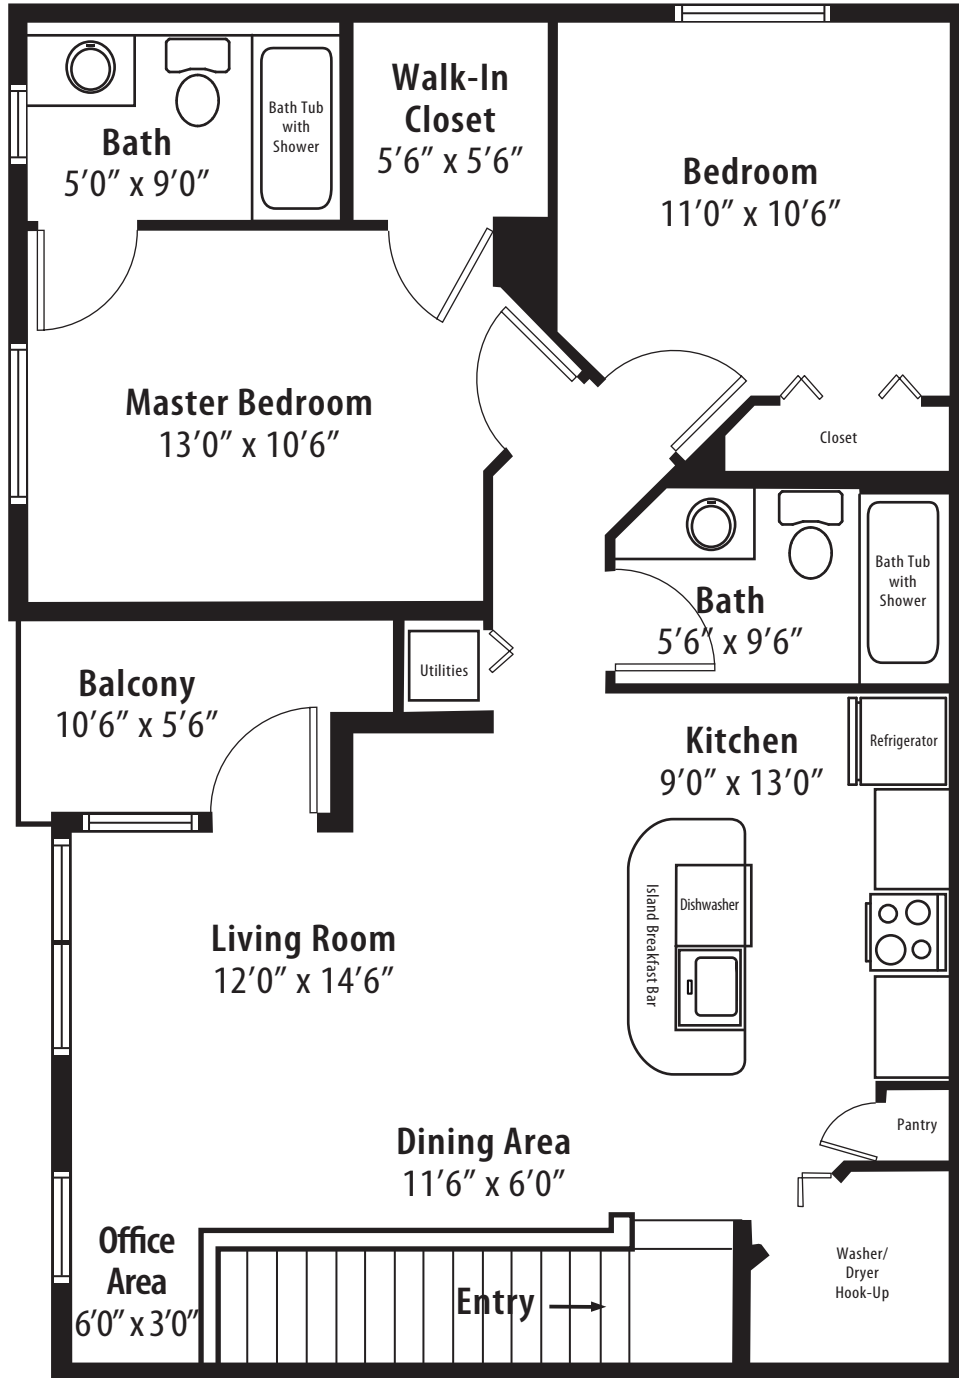 Bath
5’0” x 9’0”
Bath Tub
with
Shower
Walk-In
Closet
5’6” x 5’6”
Bedroom
11’0” x 10’6”
Master Bedroom
13’0” x 10’6”
Closet
Bath
5’6” x 9’6”
Bath Tub
with
Shower
Utilities
Balcony
10’6” x 5’6”
Kitchen
9’0” x 13’0”
Refrigerator
Island Breakfast Bar
Dishwasher
Living Room
12’0” x 14’6”
Pantry
Dining Area
11’6” x 6’0”
Office
Area
6’0” x 3’0”
Entry
Washer/
Dryer
Hook-Up